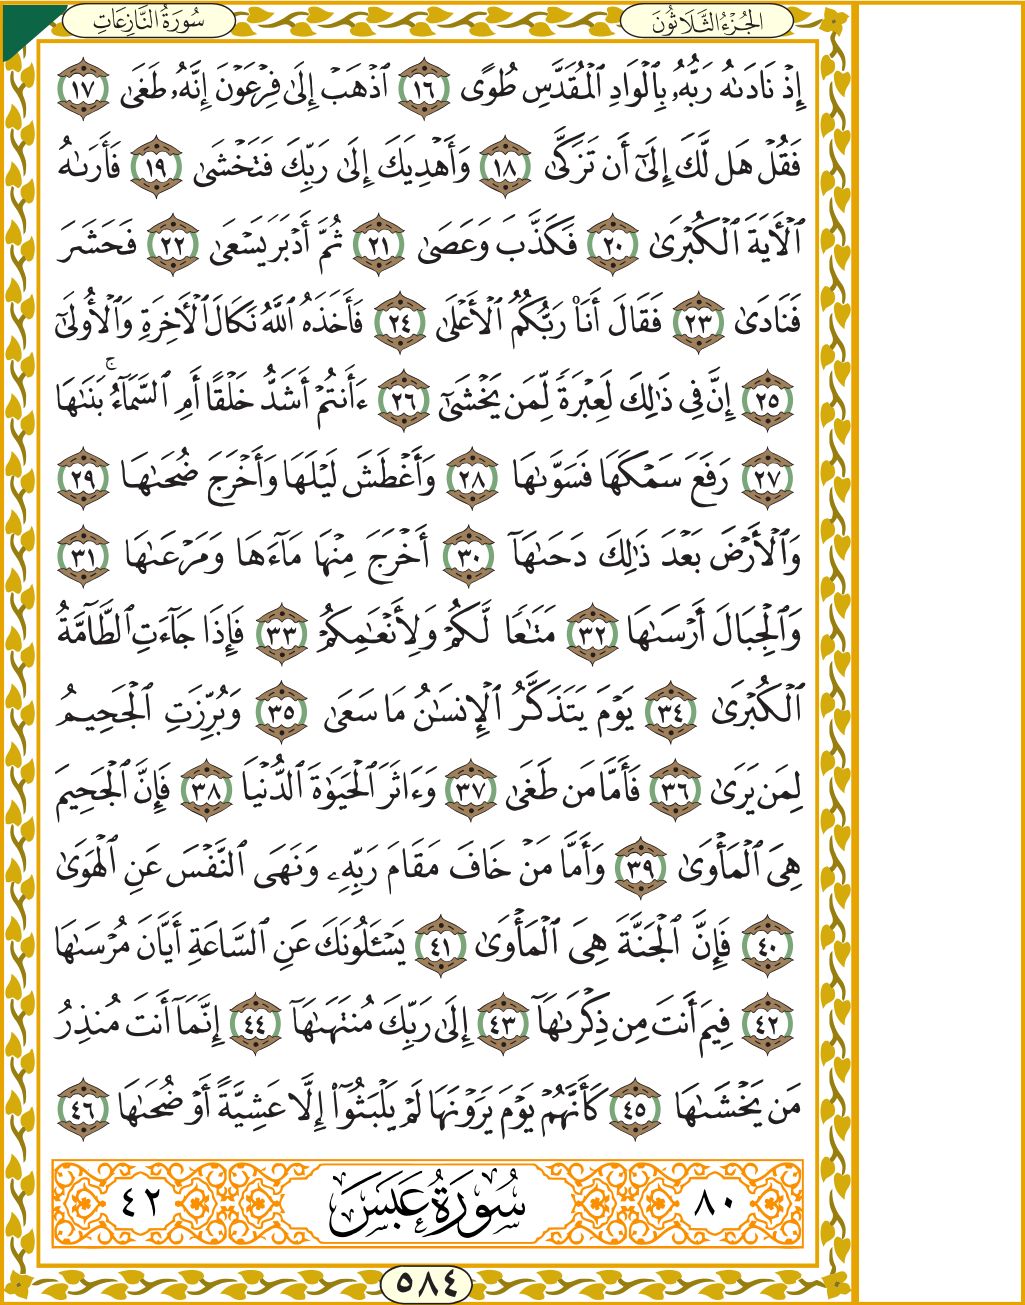 سُورَةُ النَّازِعَاتِ الجُزْءُ الثَّلَاثُونَ
إِذْ نَادَىٰهُ رَبُّهُۥ بِٱلْوَادِ ٱلْمُقَدَّسِ طُوًى ١٦ ٱذْهَبْ إِلَىٰ فِرْعَوْنَ إِنَّهُۥ طَغَىٰ ١٧
فَقُلْ هَل لَّكَ إِلَىٰٓ أَن تَزَكَّىٰ ١٨ وَأَهْدِيَكَ إِلَىٰ رَبِّكَ فَتَخْشَىٰ ١٩ فَأَرَىٰهُ
ٱلْأٓيَةَ ٱلْكُبْرَىٰ ٢٠ فَكَذَّبَ وَعَصَىٰ ٢١ ثُمَّ أَدْبَرَ يَسْعَىٰ ٢٢ فَحَشَرَ
فَنَادَىٰ ٢٣ فَقَالَ أَنَا۠ رَبُّكُمُ ٱلْأَعْلَىٰ ٢٤ فَأَخَذَهُ ٱللَّهُ نَكَالَ ٱلْأٓخِرَةِ وَٱلْأُولَىٰٓ
٢٥ إِنَّ فِى ذَٰلِكَ لَعِبْرَةً لِّمَن يَخْشَىٰٓ ٢٦ ءَأَنتُمْ أَشَدُّ خَلْقًا أَمِ ٱلسَّمَآءُ ۚ بَنَىٰهَا
٢٧ رَفَعَ سَمْكَهَا فَسَوَّىٰهَا ٢٨ وَأَغْطَشَ لَيْلَهَا وَأَخْرَجَ ضُحَىٰهَا ٢٩
وَٱلْأَرْضَ بَعْدَ ذَٰلِكَ دَحَىٰهَآ ٣٠ أَخْرَجَ مِنْهَا مَآءَهَا وَمَرْعَىٰهَا ٣١
وَٱلْجِبَالَ أَرْسَىٰهَا ٣٢ مَتَٰعًا لَّكُمْ وَلِأَنْعَٰمِكُمْ ٣٣ فَإِذَا جَآءَتِ ٱلطَّآمَّةُ
ٱلْكُبْرَىٰ ٣٤ يَوْمَ يَتَذَكَّرُ ٱلْإِنسَٰنُ مَا سَعَىٰ ٣٥ وَبُرِّزَتِ ٱلْجَحِيمُ
لِمَن يَرَىٰ ٣٦ فَأَمَّا مَن طَغَىٰ ٣٧ وَءَاثَرَ ٱلْحَيَوٰةَ ٱلدُّنْيَا ٣٨ فَإِنَّ ٱلْجَحِيمَ
هِىَ ٱلْمَأْوَىٰ ٣٩ وَأَمَّا مَنْ خَافَ مَقَامَ رَبِّهِۦ وَنَهَى ٱلنَّفْسَ عَنِ ٱلْهَوَىٰ
٤٠ فَإِنَّ ٱلْجَنَّةَ هِىَ ٱلْمَأْوَىٰ ٤١ يَسْـَٔلُونَكَ عَنِ ٱلسَّاعَةِ أَيَّانَ مُرْسَىٰهَا
٤٢ فِيمَ أَنتَ مِن ذِكْرَىٰهَآ ٤٣ إِلَىٰ رَبِّكَ مُنتَهَىٰهَآ ٤٤ إِنَّمَآ أَنتَ مُنذِرُ
مَن يَخْشَىٰهَا ٤٥ كَأَنَّهُمْ يَوْمَ يَرَوْنَهَا لَمْ يَلْبَثُوٓا۟ إِلَّا عَشِيَّةً أَوْ ضُحَىٰهَا ٤٦
٨٠ سُورَةُ عَبَسَ ٤٢
٥٨٤